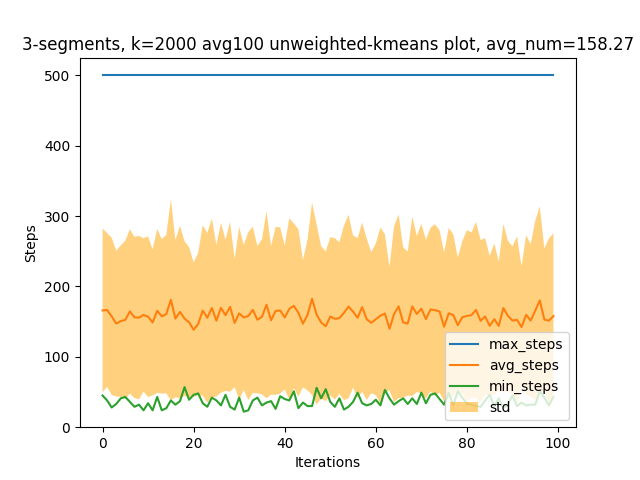 3-segments, k=2000 avg100 unweighted-kmeans plot, avg_num=158.27
500
400
300
200
100
0
Steps
0 20 40 60 80 100
Iterations
max_steps
avg_steps
min_steps
std